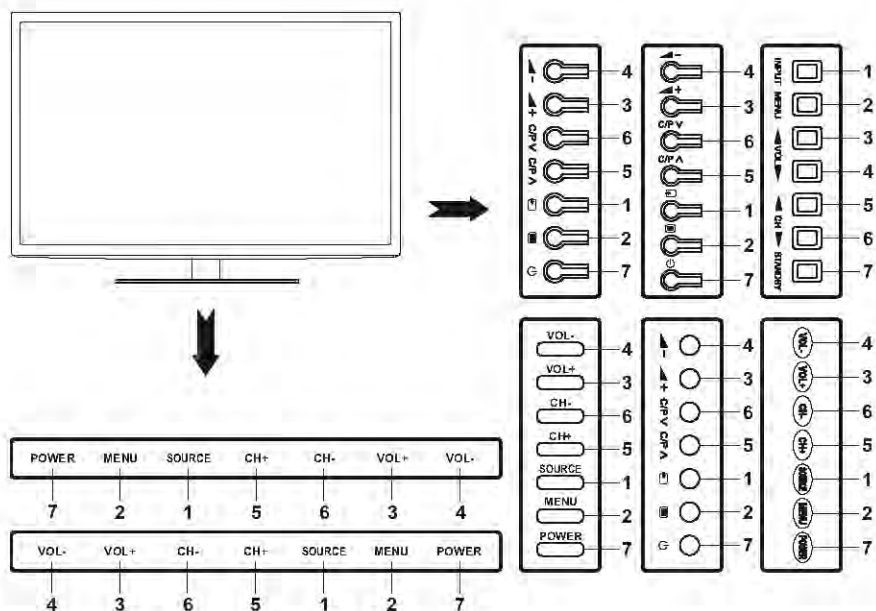 - 4
+ 3
C/P ∨ 6
C/P ∧ 5
1
2
7
- 4
+ 3
C/P ∨ 6
C/P ∧ 5
1
2
7
INPUT 1
MENU 2
VOL 3
4
CH 5
6
STANDBY 7
VOL- 4
VOL+ 3
CH- 6
CH+ 5
SOURCE 1
MENU 2
POWER 7
- 4
+ 3
C/P ∨ 6
C/P ∧ 5
1
2
7
VOL- 4
VOL+ 3
CH- 6
CH+ 5
SOURCE 1
MENU 2
POWER 7
POWER MENU SOURCE CH+ CH- VOL+ VOL-
7 2 1 5 6 3 4
VOL- VOL+ CH- CH+ SOURCE MENU POWER
4 3 6 5 1 2 7